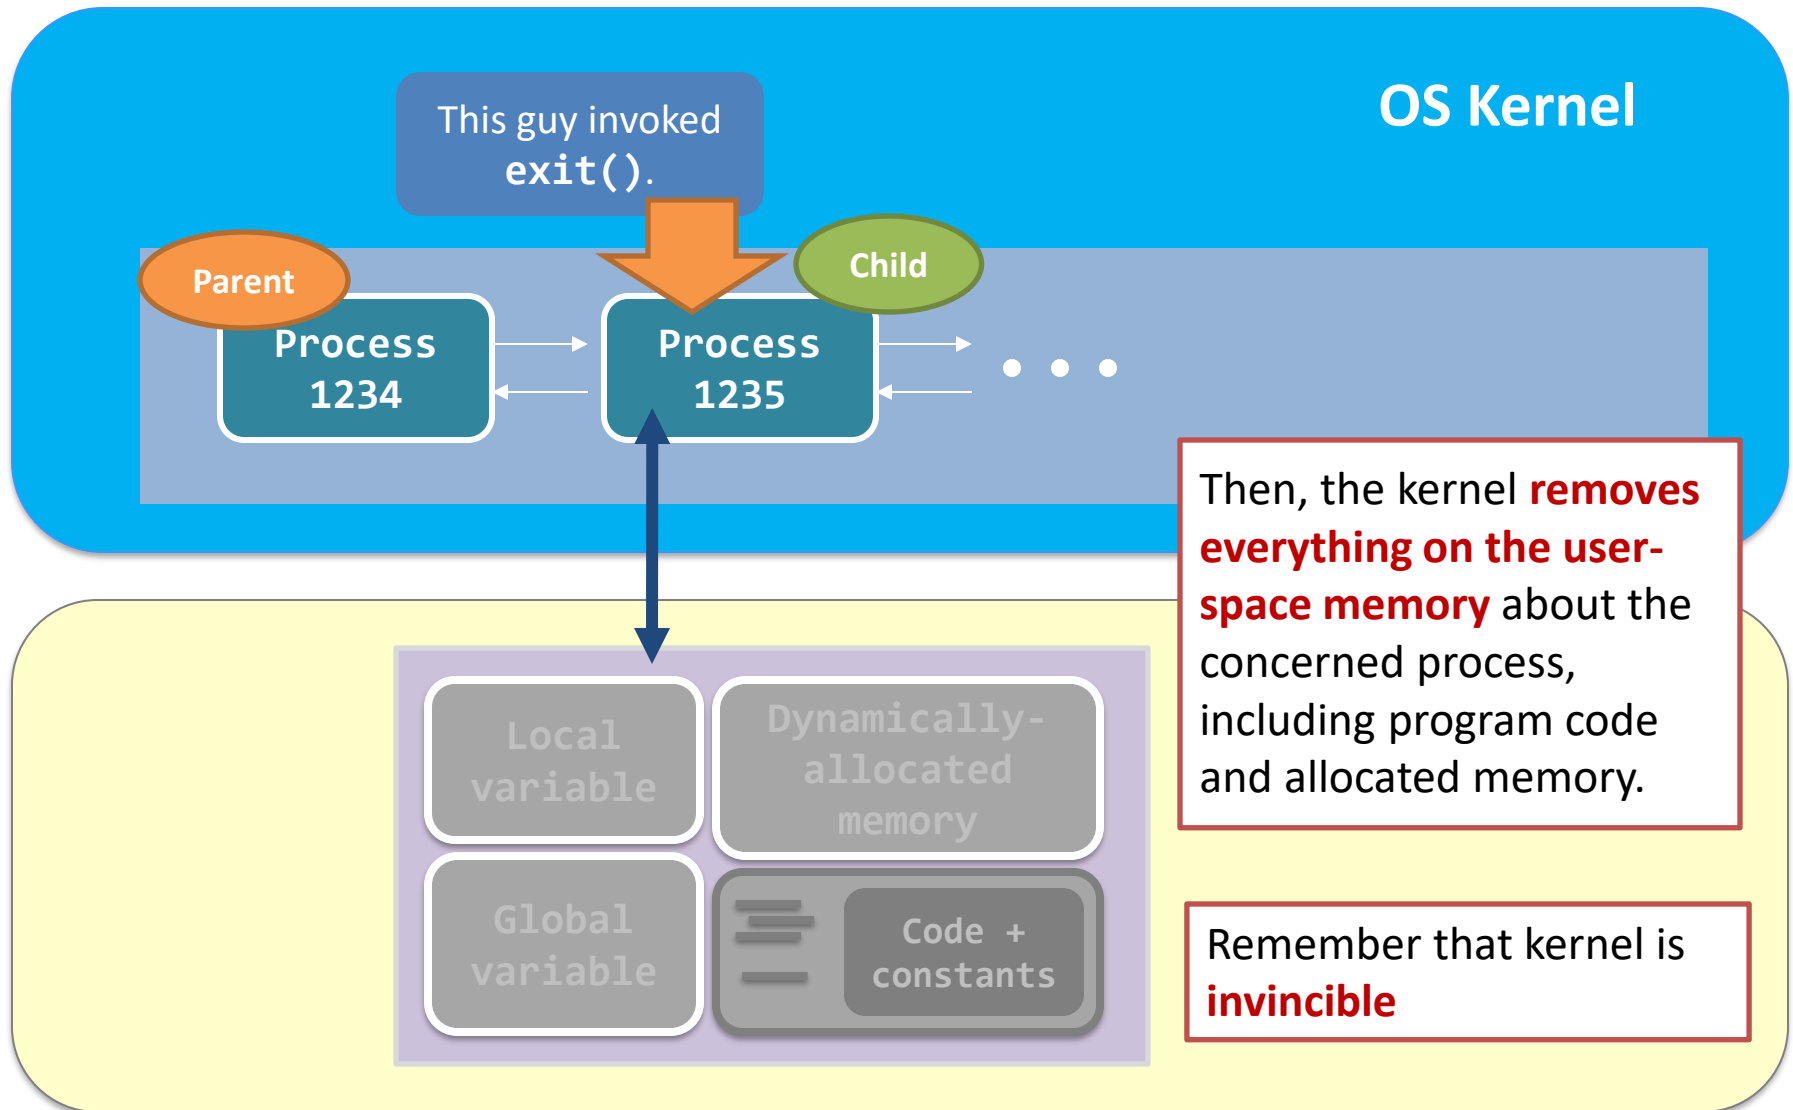 OS Kernel
This guy invoked
exit().
Parent
Child
Process
1234
Process
1235
Then, the kernel removes
everything on the user-
space memory about the
concerned process,
including program code
and allocated memory.
Local
variable
Dynamically-
allocated
memory
Global
variable
Code +
constants
Remember that kernel is
invincible